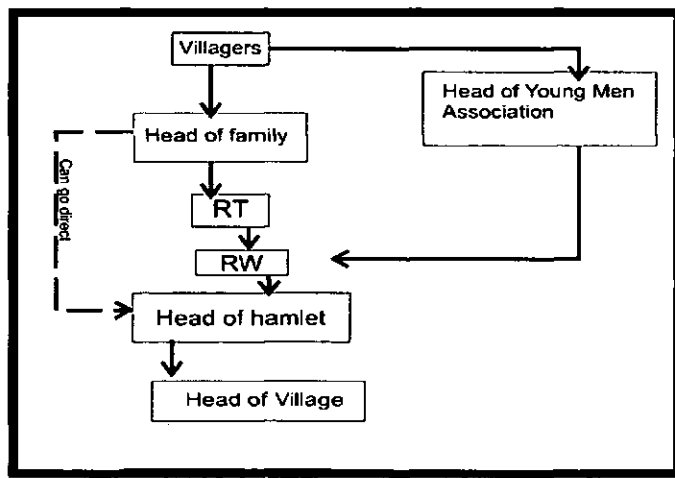 Villagers
Head of Young Men
Association
Head of family
Can go direct
RT
RW
Head of hamlet
Head of Village